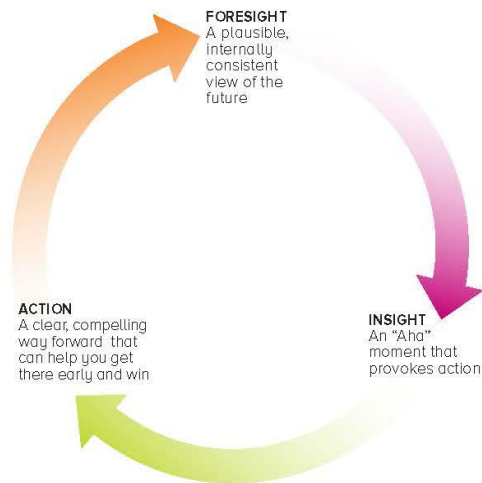 FORESIGHT
A plausible,
internally
consistent
view of the
future
ACTION
A clear, compelling
way forward that
can help you get
there early and win
INSIGHT
An “Aha”
moment that
provokes action